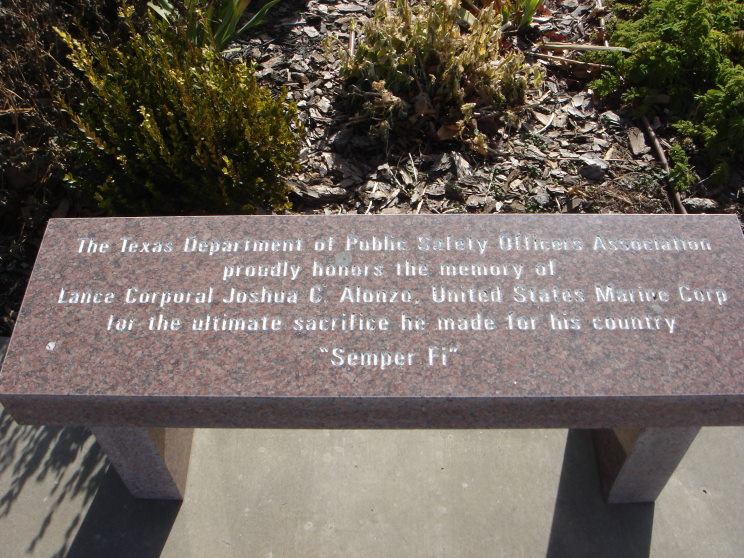 The Texas Department of Public Safety Officers Association
proudly honors the memory of
Lance Corporal Joshua C. Alonzo, United States Marine Corp
for the ultimate sacrifice he made for his country
"Semper Fi"